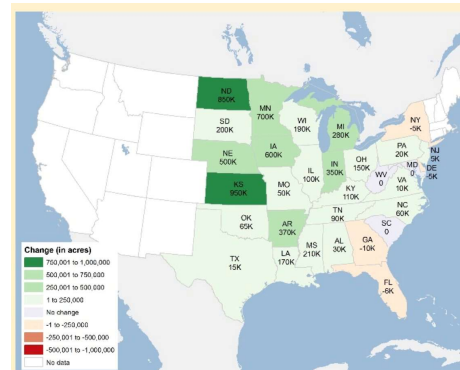 ND
850K
MN
700K
SD
200K
WI
190K
MI
280K
NY
-5K
NE
500K
IA
600K
IL
100K
IN
350K
OH
150K
PA
20K
NJ
5K
MD
0
DE
-5K
WV
0
VA
10K
KS
950K
MO
50K
KY
110K
NC
60K
TN
90K
OK
65K
AR
370K
SC
0
MS
210K
AL
30K
GA
-10K
TX
15K
LA
170K
FL
-6K
Change (in acres)
750,001 to 1,000,000
500,001 to 750,000
250,001 to 500,000
1 to 250,000
No change
-1 to -250,000
-250,001 to -500,000
-500,001 to -1,000,000
No data